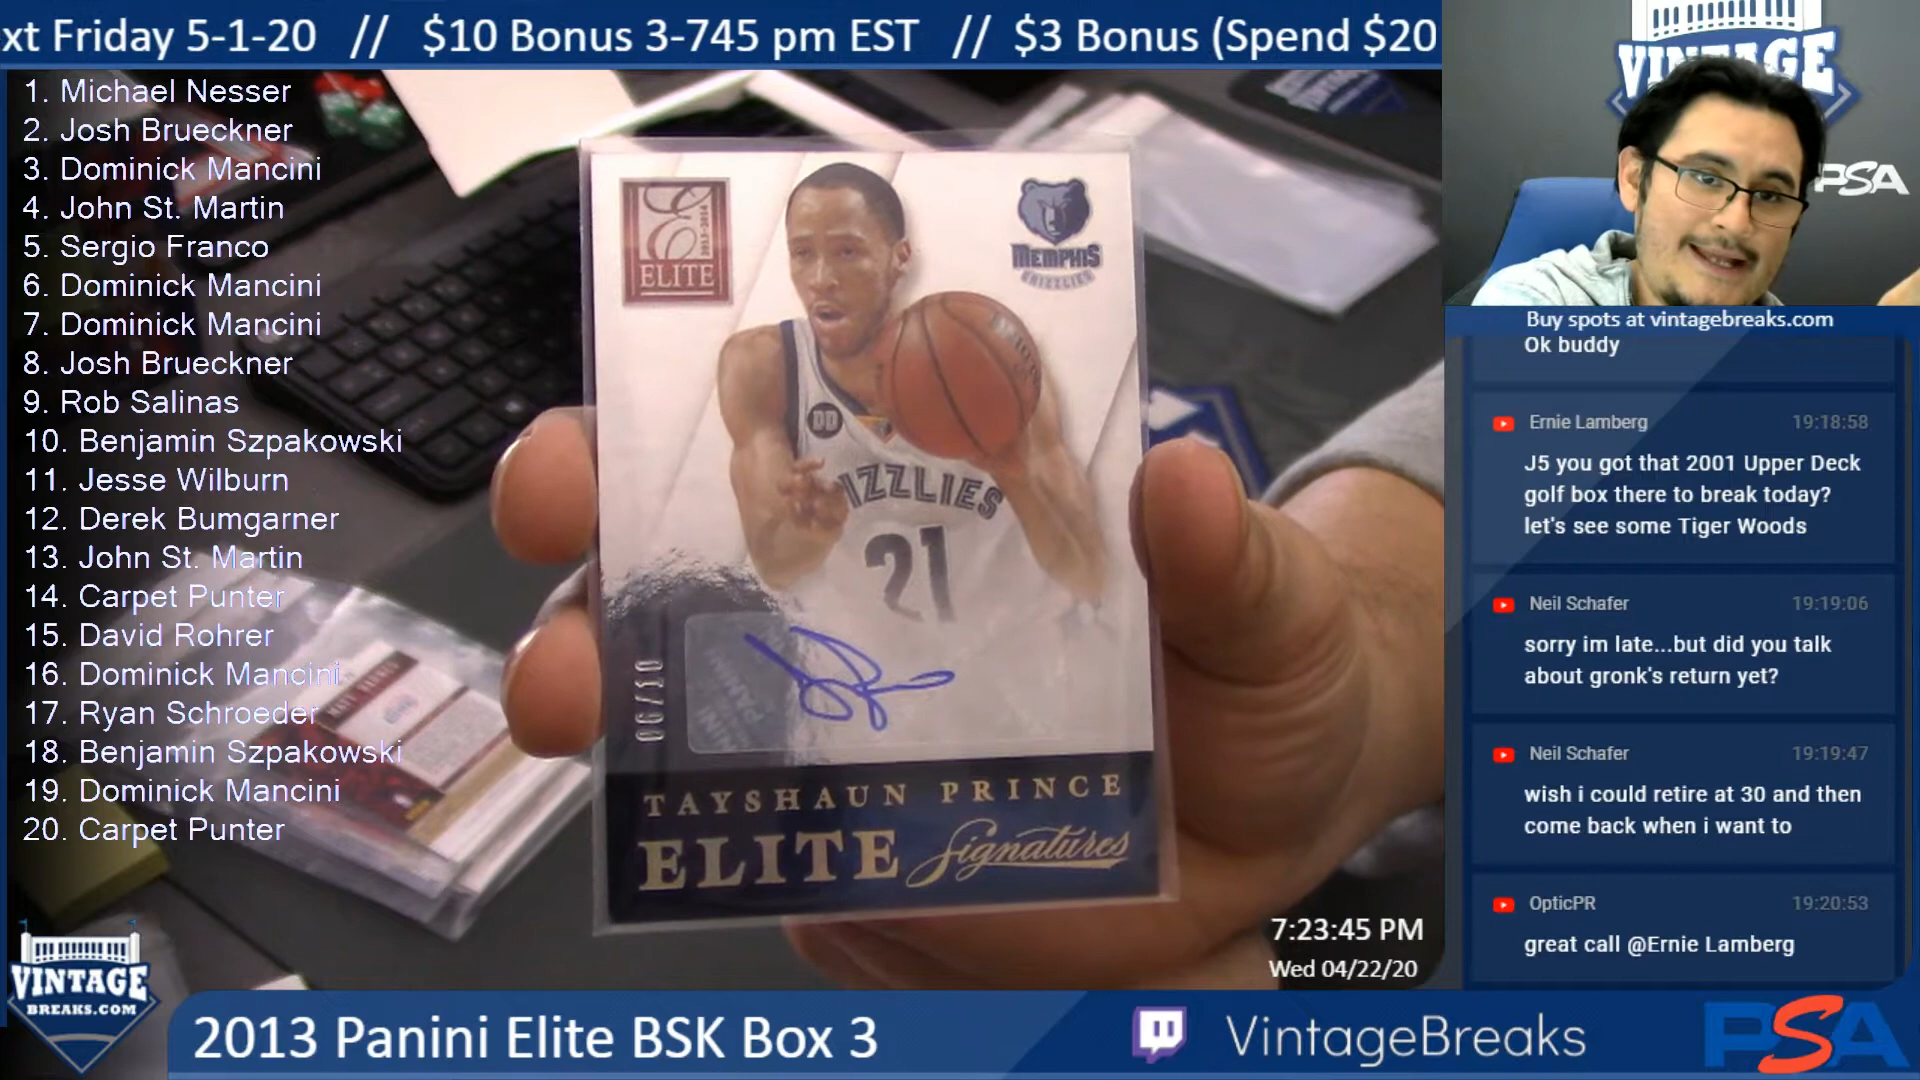 xt Friday 5-1-20 // $10 Bonus 3-745 pm EST // $3 Bonus (Spend $20
1. Michael Nesser
2. Josh Brueckner
3. Dominick Mancini
4. John St. Martin
5. Sergio Franco
6. Dominick Mancini
7. Dominick Mancini
8. Josh Brueckner
9. Rob Salinas
10. Benjamin Szpakowski
11. Jesse Wilburn
12. Derek Bumgarner
13. John St. Martin
14. Carpet Punter
15. David Rohrer
16. Dominick Mancini
17. Ryan Schroeder
18. Benjamin Szpakowski
19. Dominick Mancini
20. Carpet Punter
E
2013-2014
ELITE
MEMPHIS
GRIZZLIES
DD
IZZLIES
21
06/10
TAYSHAUN PRINCE
ELITE Signatures
VINTAGE
PSA
Buy spots at vintagebreaks.com
Ok buddy
Ernie Lamberg 19:18:58
J5 you got that 2001 Upper Deck
golf box there to break today?
let's see some Tiger Woods
Neil Schafer 19:19:06
sorry im late...but did you talk
about gronk's return yet?
Neil Schafer 19:19:47
wish i could retire at 30 and then
come back when i want to
OpticPR 19:20:53
great call @Ernie Lamberg
7:23:45 PM
Wed 04/22/20
VINTAGE
BREAKS.COM
2013 Panini Elite BSK Box 3
VintageBreaks
PSA